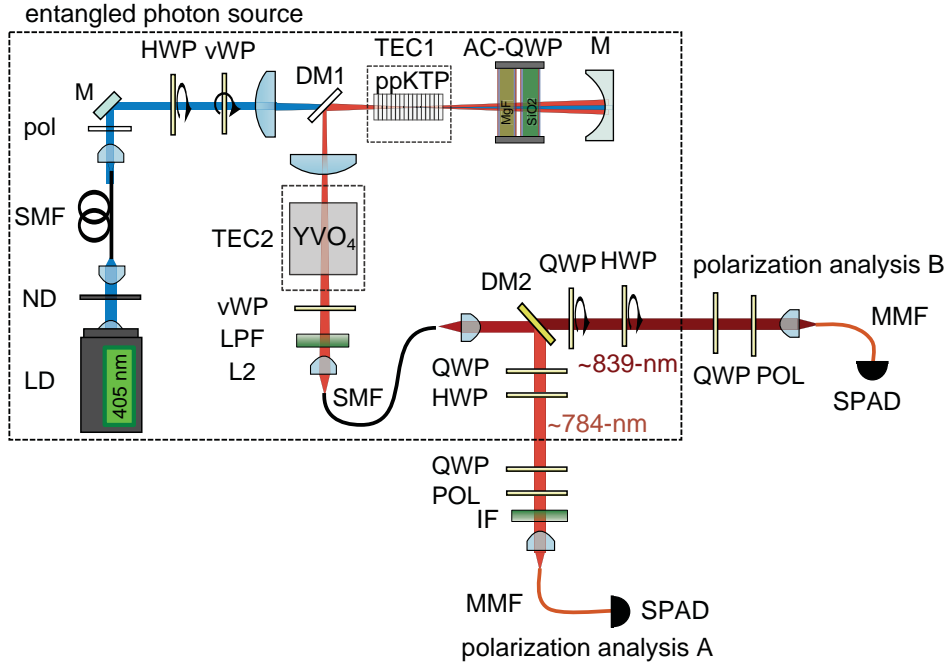 entangled photon source
HWP
vWP
DM1
TEC1
ppKTP
AC-QWP
MgF
SiO2
M
M
pol
SMF
ND
LD
405 nm
TEC2
YVO4
vWP
LPF
L2
SMF
DM2
QWP
HWP
polarization analysis B
MMF
~839-nm
QWP
POL
SPAD
QWP
HWP
~784-nm
QWP
POL
IF
MMF
SPAD
polarization analysis A